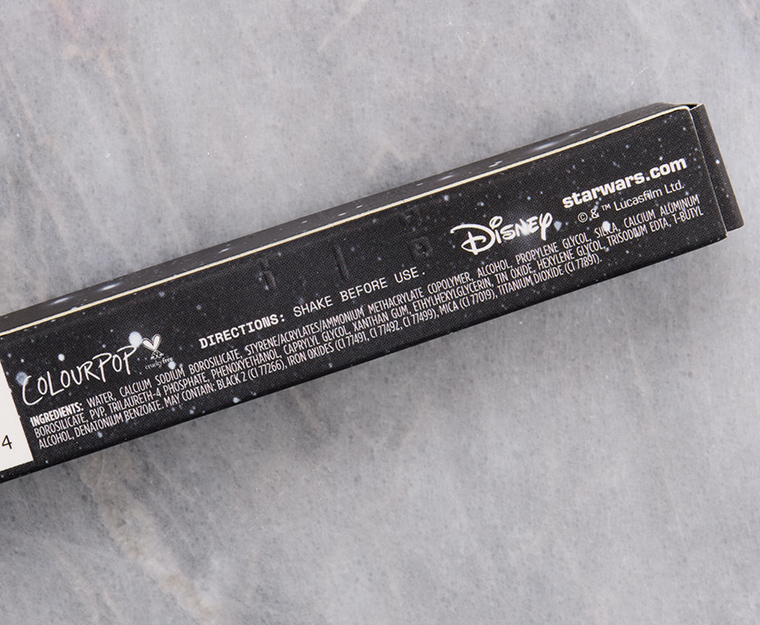 starwars.com
©,& ™ Lucasfilm Ltd.
DISNEY
DIRECTIONS: SHAKE BEFORE USE.
COLOURPOP
cruelty free
INGREDIENTS: WATER, CALCIUM SODIUM BOROSILICATE, STYRENE/ACRYLATES/AMMONIUM METHACRYLATE COPOLYMER, ALCOHOL, PROPYLENE GLYCOL, SILICA, CALCIUM ALUMINUM
BOROSILICATE, PVP, TRILAURETH-4 PHOSPHATE, PHENOXYETHANOL, CAPRYLYL GLYCOL, XANTHAN GUM, ETHYLHEXYLGLYCERIN, TIN OXIDE, HEXYLENE GLYCOL, TRISODIUM EDTA, T-BUTYL
ALCOHOL, DENATONIUM BENZOATE. MAY CONTAIN: BLACK 2 (CI 77266), IRON OXIDES (CI 77491, CI 77492, CI 77499), MICA (CI 77019), TITANIUM DIOXIDE (CI 77891).
4